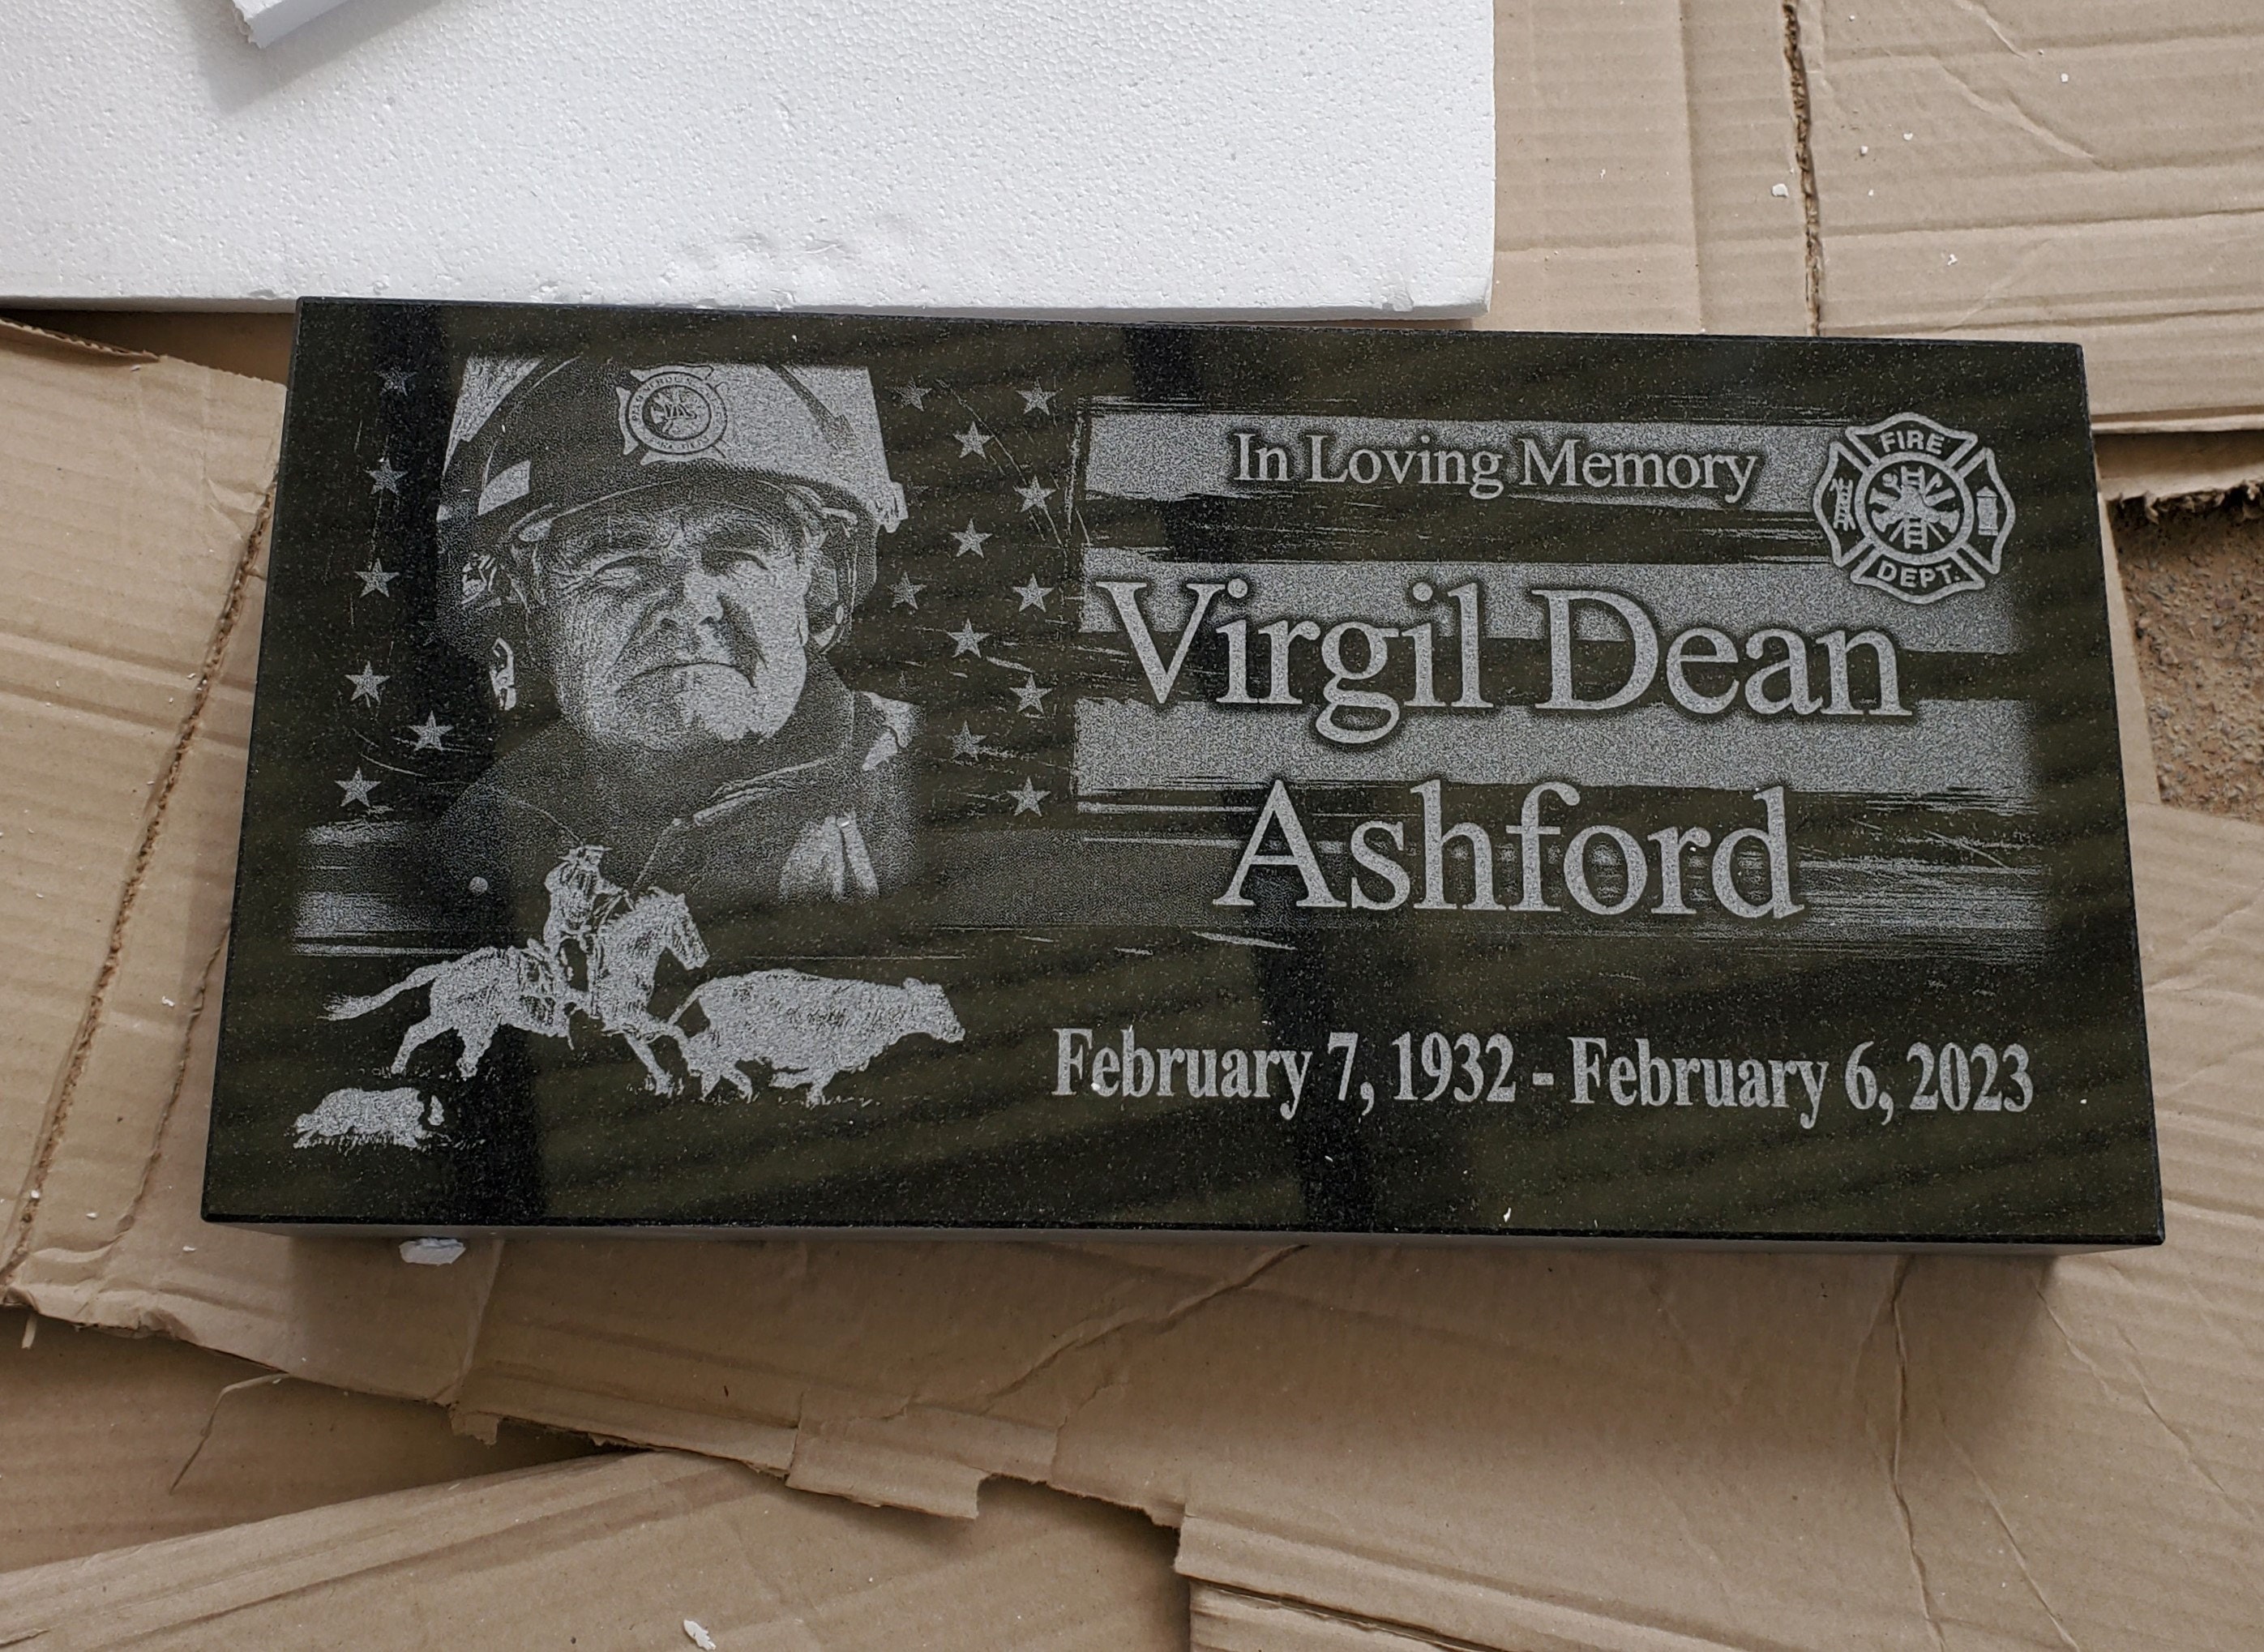 In Loving Memory
FIRE
DEPT.
Virgil Dean
Ashford
February 7, 1932 - February 6, 2023